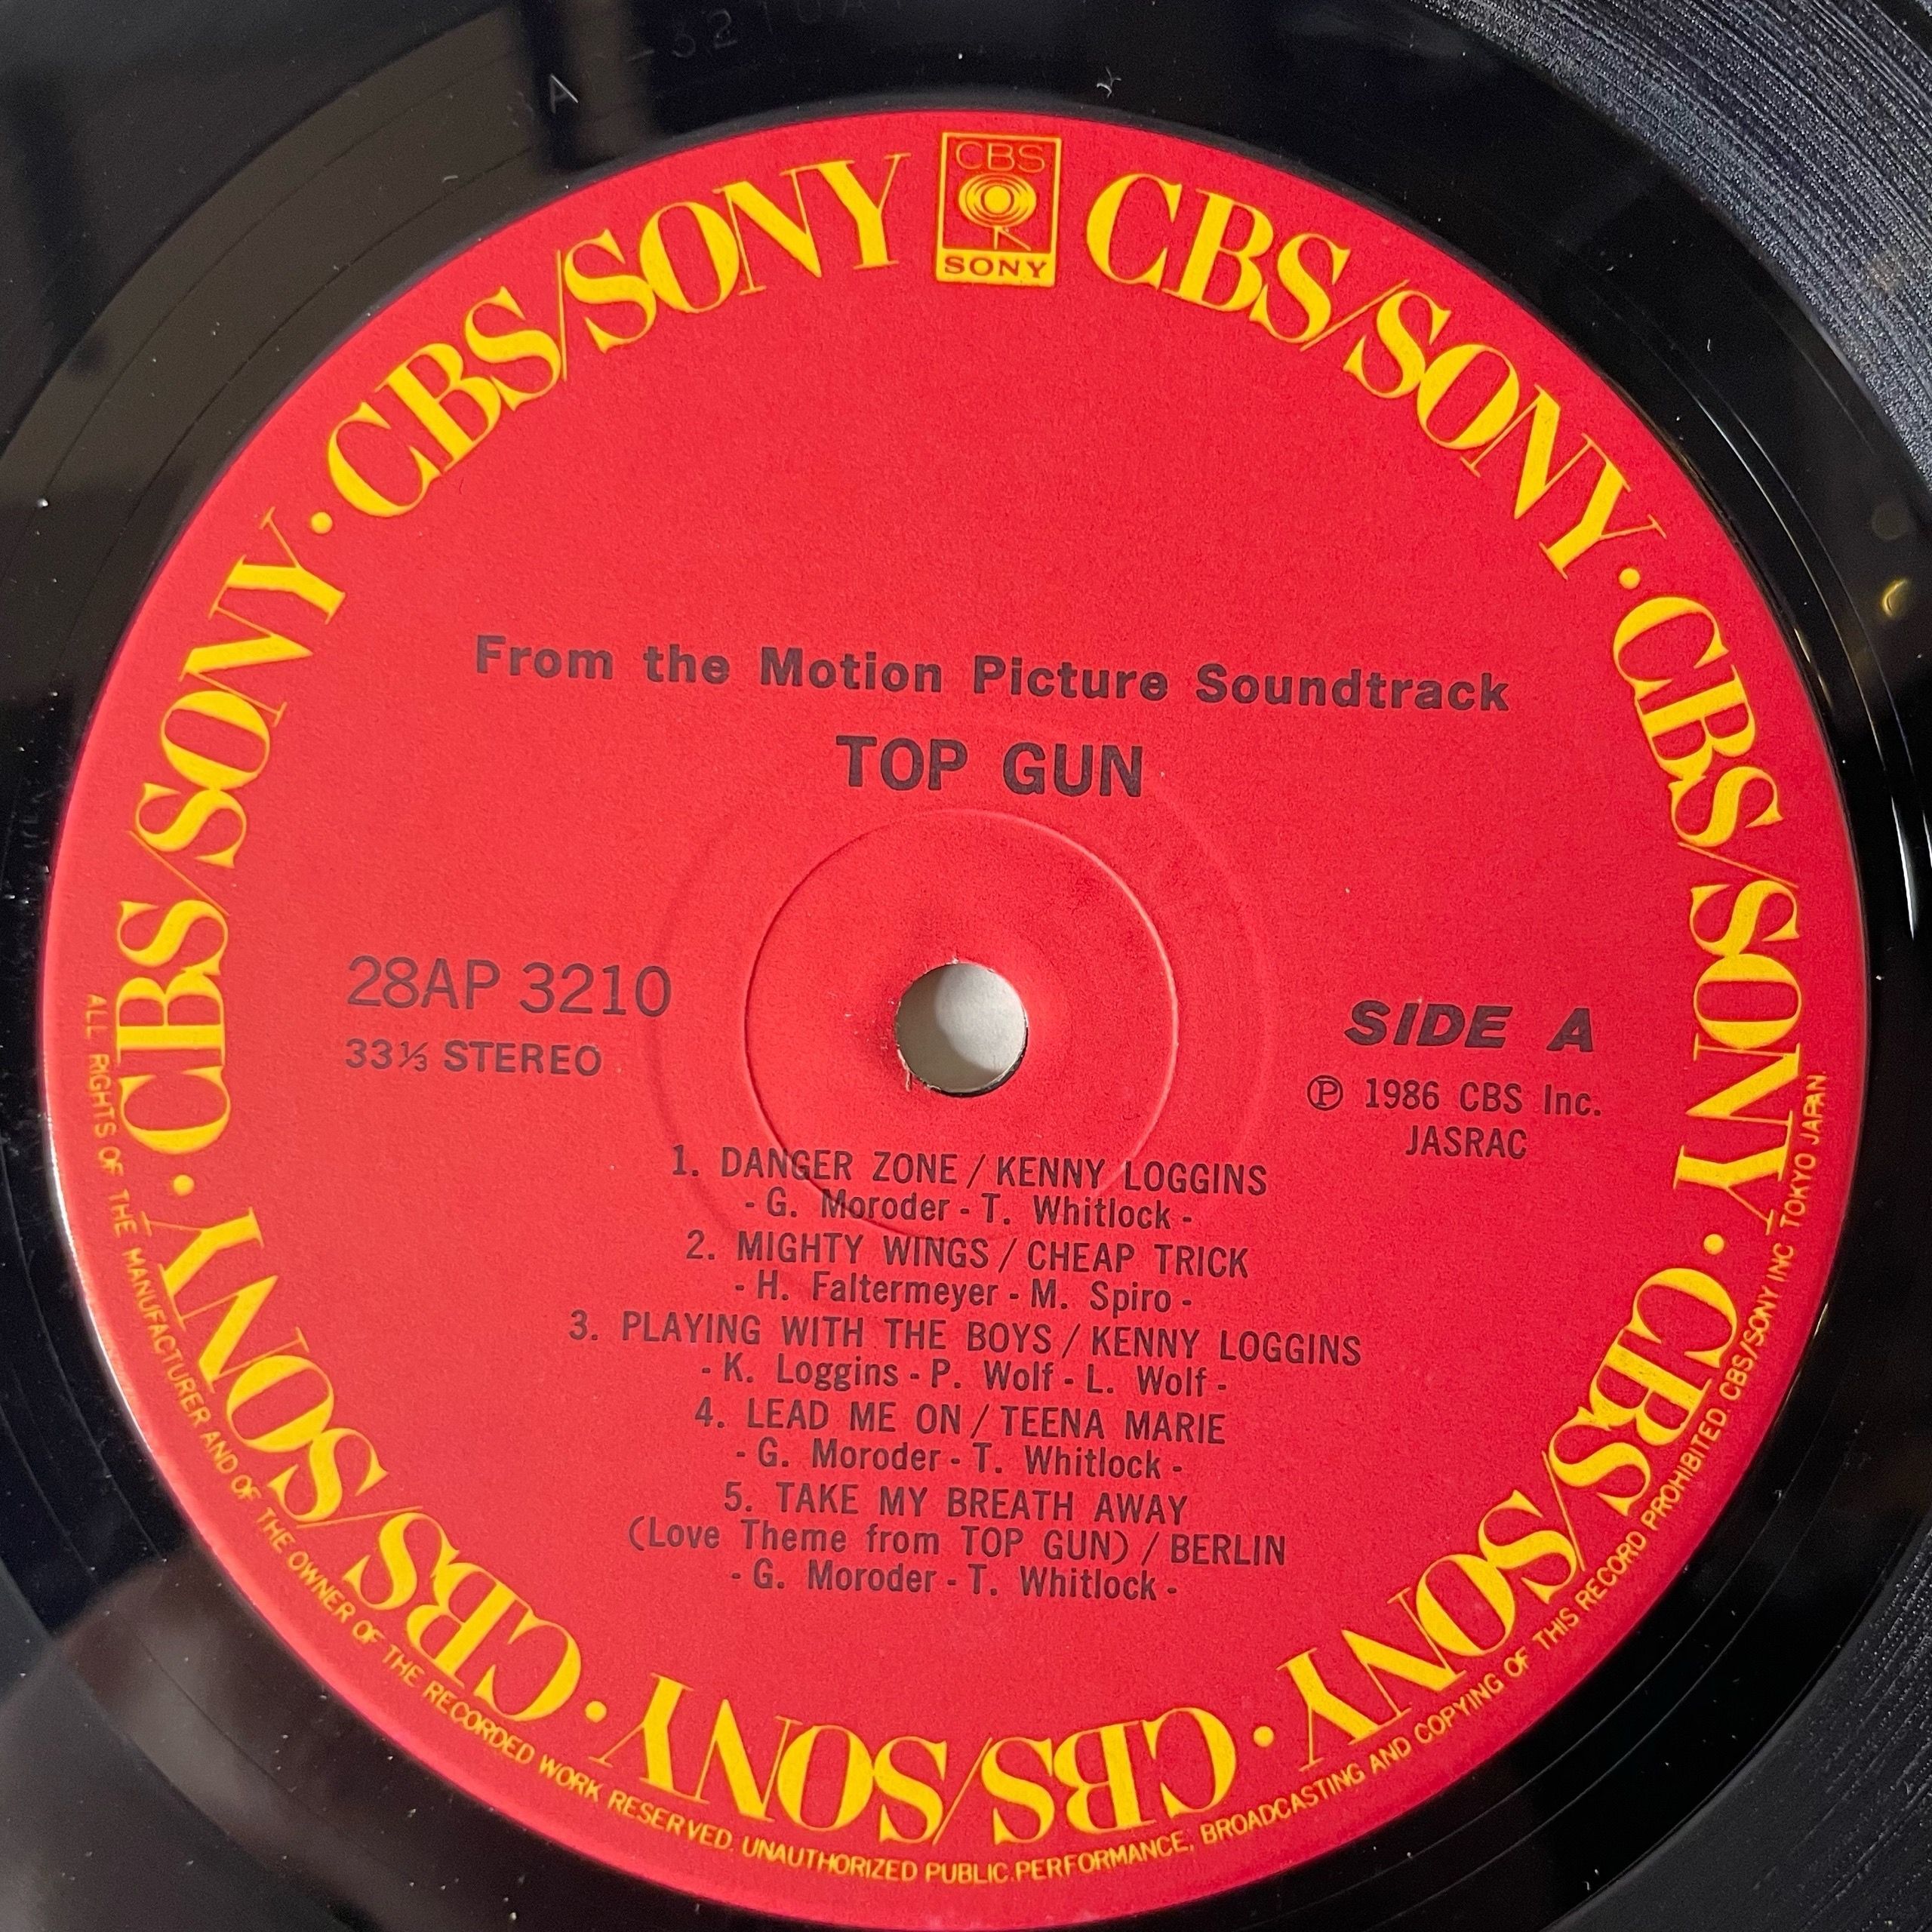 CBS
SONY
CBS/SONY · CBS/SONY · CBS/SONY · CBS/SONY · CBS/SONY · CBS/SONY · CBS/SONY · CBS/SONY
From the Motion Picture Soundtrack
TOP GUN
28AP 3210
33⅓ STEREO
SIDE A
Ⓟ 1986 CBS Inc.
JASRAC
1. DANGER ZONE / KENNY LOGGINS
- G. Moroder - T. Whitlock -
2. MIGHTY WINGS / CHEAP TRICK
- H. Faltermeyer - M. Spiro -
3. PLAYING WITH THE BOYS / KENNY LOGGINS
- K. Loggins - P. Wolf - L. Wolf -
4. LEAD ME ON / TEENA MARIE
- G. Moroder - T. Whitlock -
5. TAKE MY BREATH AWAY
(Love Theme from TOP GUN) / BERLIN
- G. Moroder - T. Whitlock -
ALL RIGHTS OF THE MANUFACTURER AND OF THE OWNER OF THE RECORDED WORK RESERVED. UNAUTHORIZED PUBLIC PERFORMANCE, BROADCASTING AND COPYING OF THIS RECORD PROHIBITED. CBS/SONY INC. TOKYO JAPAN.